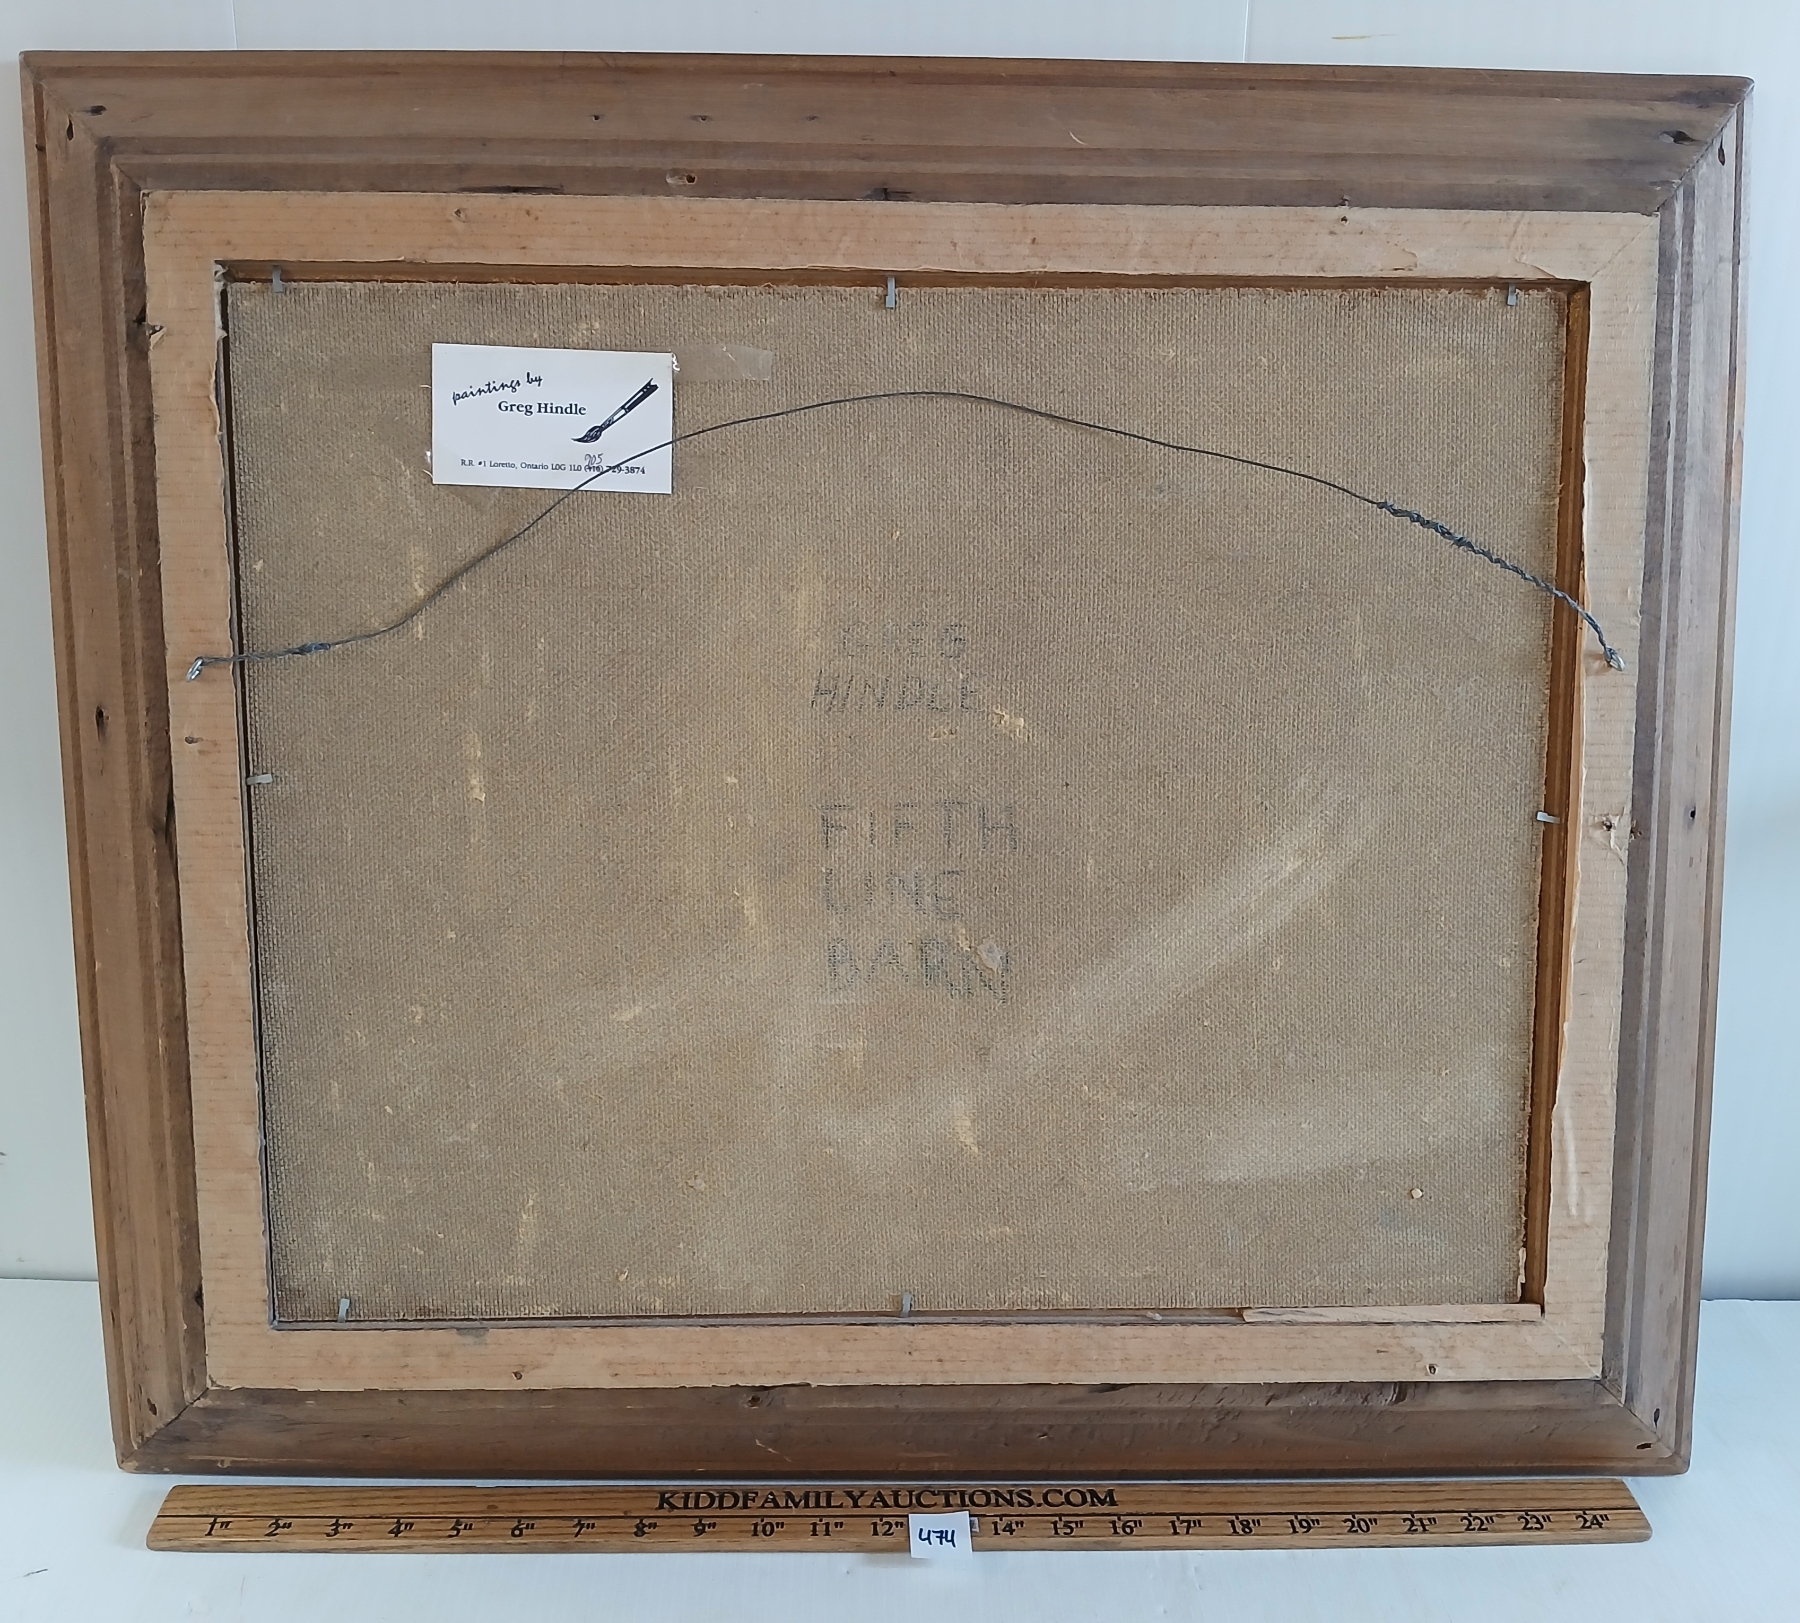 paintings by
Greg Hindle
905
R.R. #1 Loretto, Ontario L0G 1L0 (416) 729-3874
HINDLE
FIFTH
LINE
BARN
KIDDFAMILYAUCTIONS.COM
1" 2" 3" 4" 5" 6" 7" 8" 9" 10" 11" 12" 14" 15" 16" 17" 18" 19" 20" 21" 22" 23" 24"
474